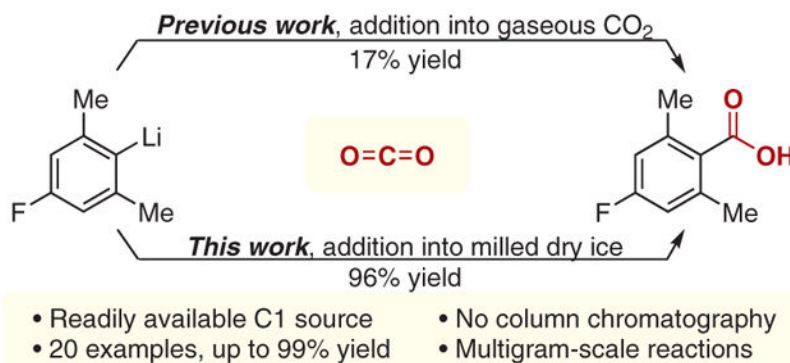 Previous work, addition into gaseous CO₂
17% yield
Me
Li
F
Me
O=C=O
Me
O
OH
F
Me
This work, addition into milled dry ice
96% yield
• Readily available C1 source
• No column chromatography
• 20 examples, up to 99% yield
• Multigram-scale reactions